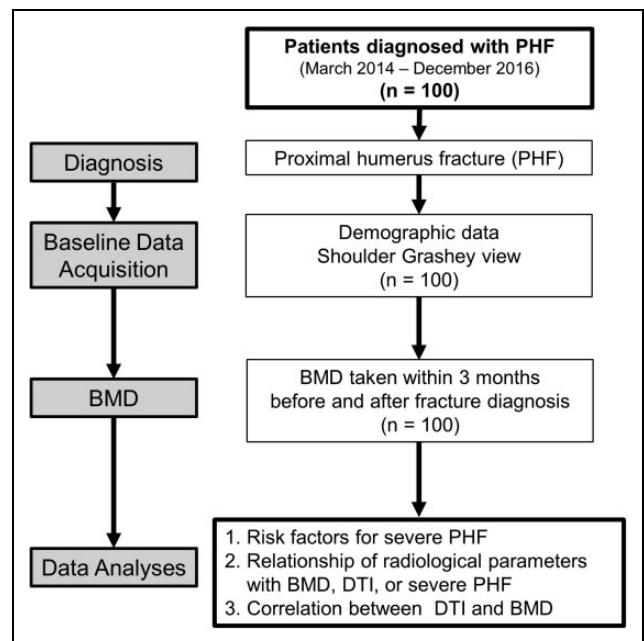 Patients diagnosed with PHF
(March 2014 – December 2016)
(n = 100)
Diagnosis
Proximal humerus fracture (PHF)
Baseline Data
Acquisition
Demographic data
Shoulder Grashey view
(n = 100)
BMD
BMD taken within 3 months
before and after fracture diagnosis
(n = 100)
Data Analyses
1. Risk factors for severe PHF
2. Relationship of radiological parameters
with BMD, DTI, or severe PHF
3. Correlation between DTI and BMD